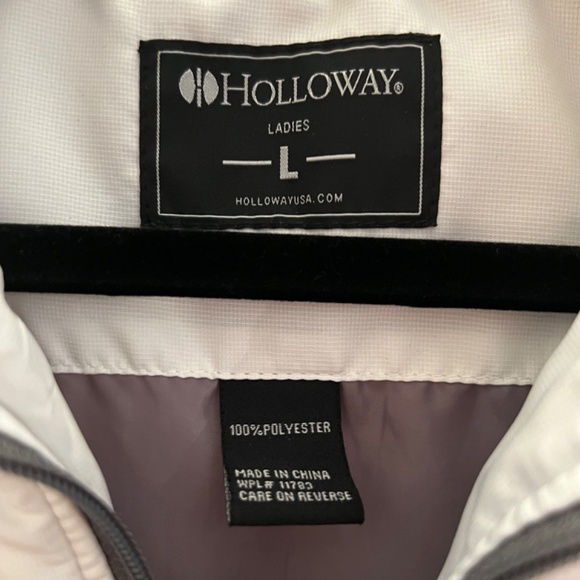 HOLLOWAY®
LADIES
L
HOLLOWAYUSA.COM
100%POLYESTER
MADE IN CHINA
WPL# 11783
CARE ON REVERSE